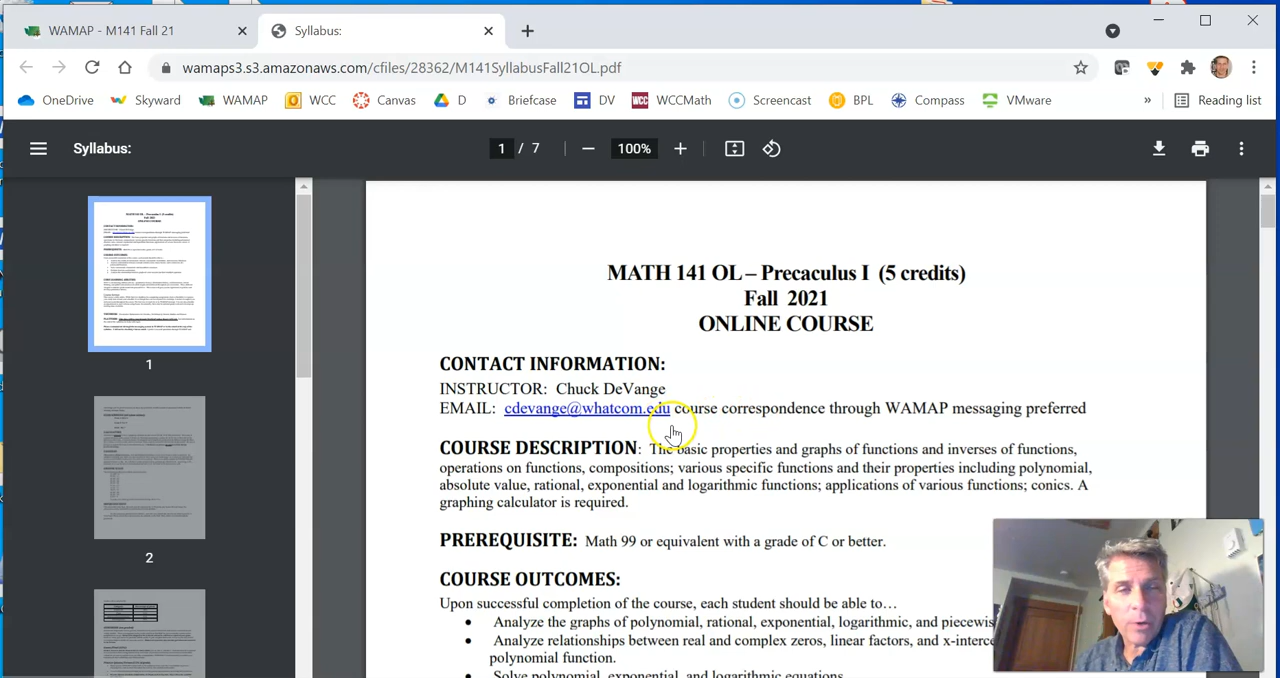 WAMAP - M141 Fall 21
Syllabus:
wamaps3.s3.amazonaws.com/cfiles/28362/M141SyllabusFall21OL.pdf
OneDrive Skyward WAMAP WCC Canvas D Briefcase DV WCCMath Screencast BPL Compass VMware » Reading list
Syllabus: 1 / 7 100%
MATH 141 OL – Precaculus I (5 credits)
Fall 2021
ONLINE COURSE
CONTACT INFORMATION:
INSTRUCTOR: Chuck DeVange
EMAIL: cdevange@whatcom.edu course correspondence through WAMAP messaging preferred
COURSE DESCRIPTION: The basic properties and graphs of functions and inverses of functions,
operations on functions, compositions; various specific functions and their properties including polynomial,
absolute value, rational, exponential and logarithmic functions; applications of various functions; conics. A
graphing calculator is required.
PREREQUISITE: Math 99 or equivalent with a grade of C or better.
COURSE OUTCOMES:
Upon successful completion of the course, each student should be able to…
• Analyze the graphs of polynomial, rational, exponential, logarithmic, and piecewis
• Analyze relationships between real and complex zeros, linear factors, and x-interce
polynomial function.
• Solve polynomial, exponential, and logarithmic equations
1
2